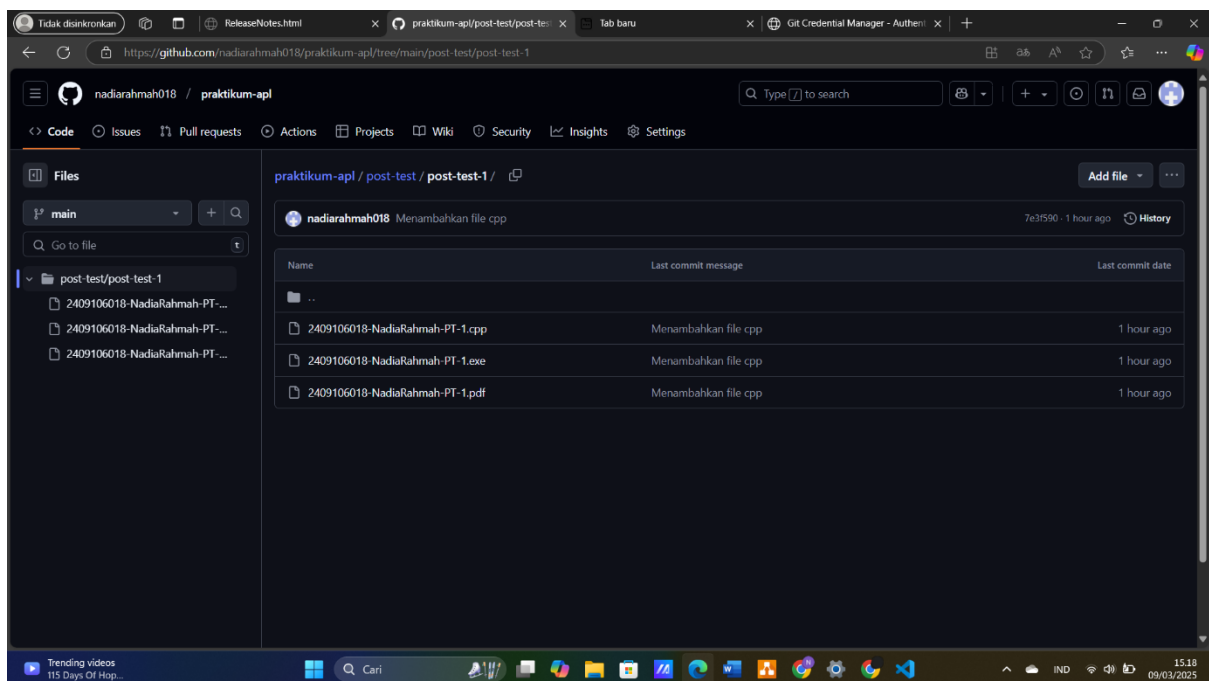 Tidak disinkronkan
ReleaseNotes.html
praktikum-apl/post-test/post-tes
Tab baru
Git Credential Manager - Authent
https://github.com/nadiarahmah018/praktikum-apl/tree/main/post-test/post-test-1
nadiarahmah018 / praktikum-apl
Type / to search
Code
Issues
Pull requests
Actions
Projects
Wiki
Security
Insights
Settings
Files
main
Go to file
t
post-test/post-test-1
2409106018-NadiaRahmah-PT-...
2409106018-NadiaRahmah-PT-...
2409106018-NadiaRahmah-PT-...
praktikum-apl / post-test / post-test-1 /
Add file
nadiarahmah018 Menambahkan file cpp
7e3f590 · 1 hour ago
History
Name
Last commit message
Last commit date
..
2409106018-NadiaRahmah-PT-1.cpp
Menambahkan file cpp
1 hour ago
2409106018-NadiaRahmah-PT-1.exe
Menambahkan file cpp
1 hour ago
2409106018-NadiaRahmah-PT-1.pdf
Menambahkan file cpp
1 hour ago
Trending videos
115 Days Of Hop...
Cari
IND
15.18
09/03/2025